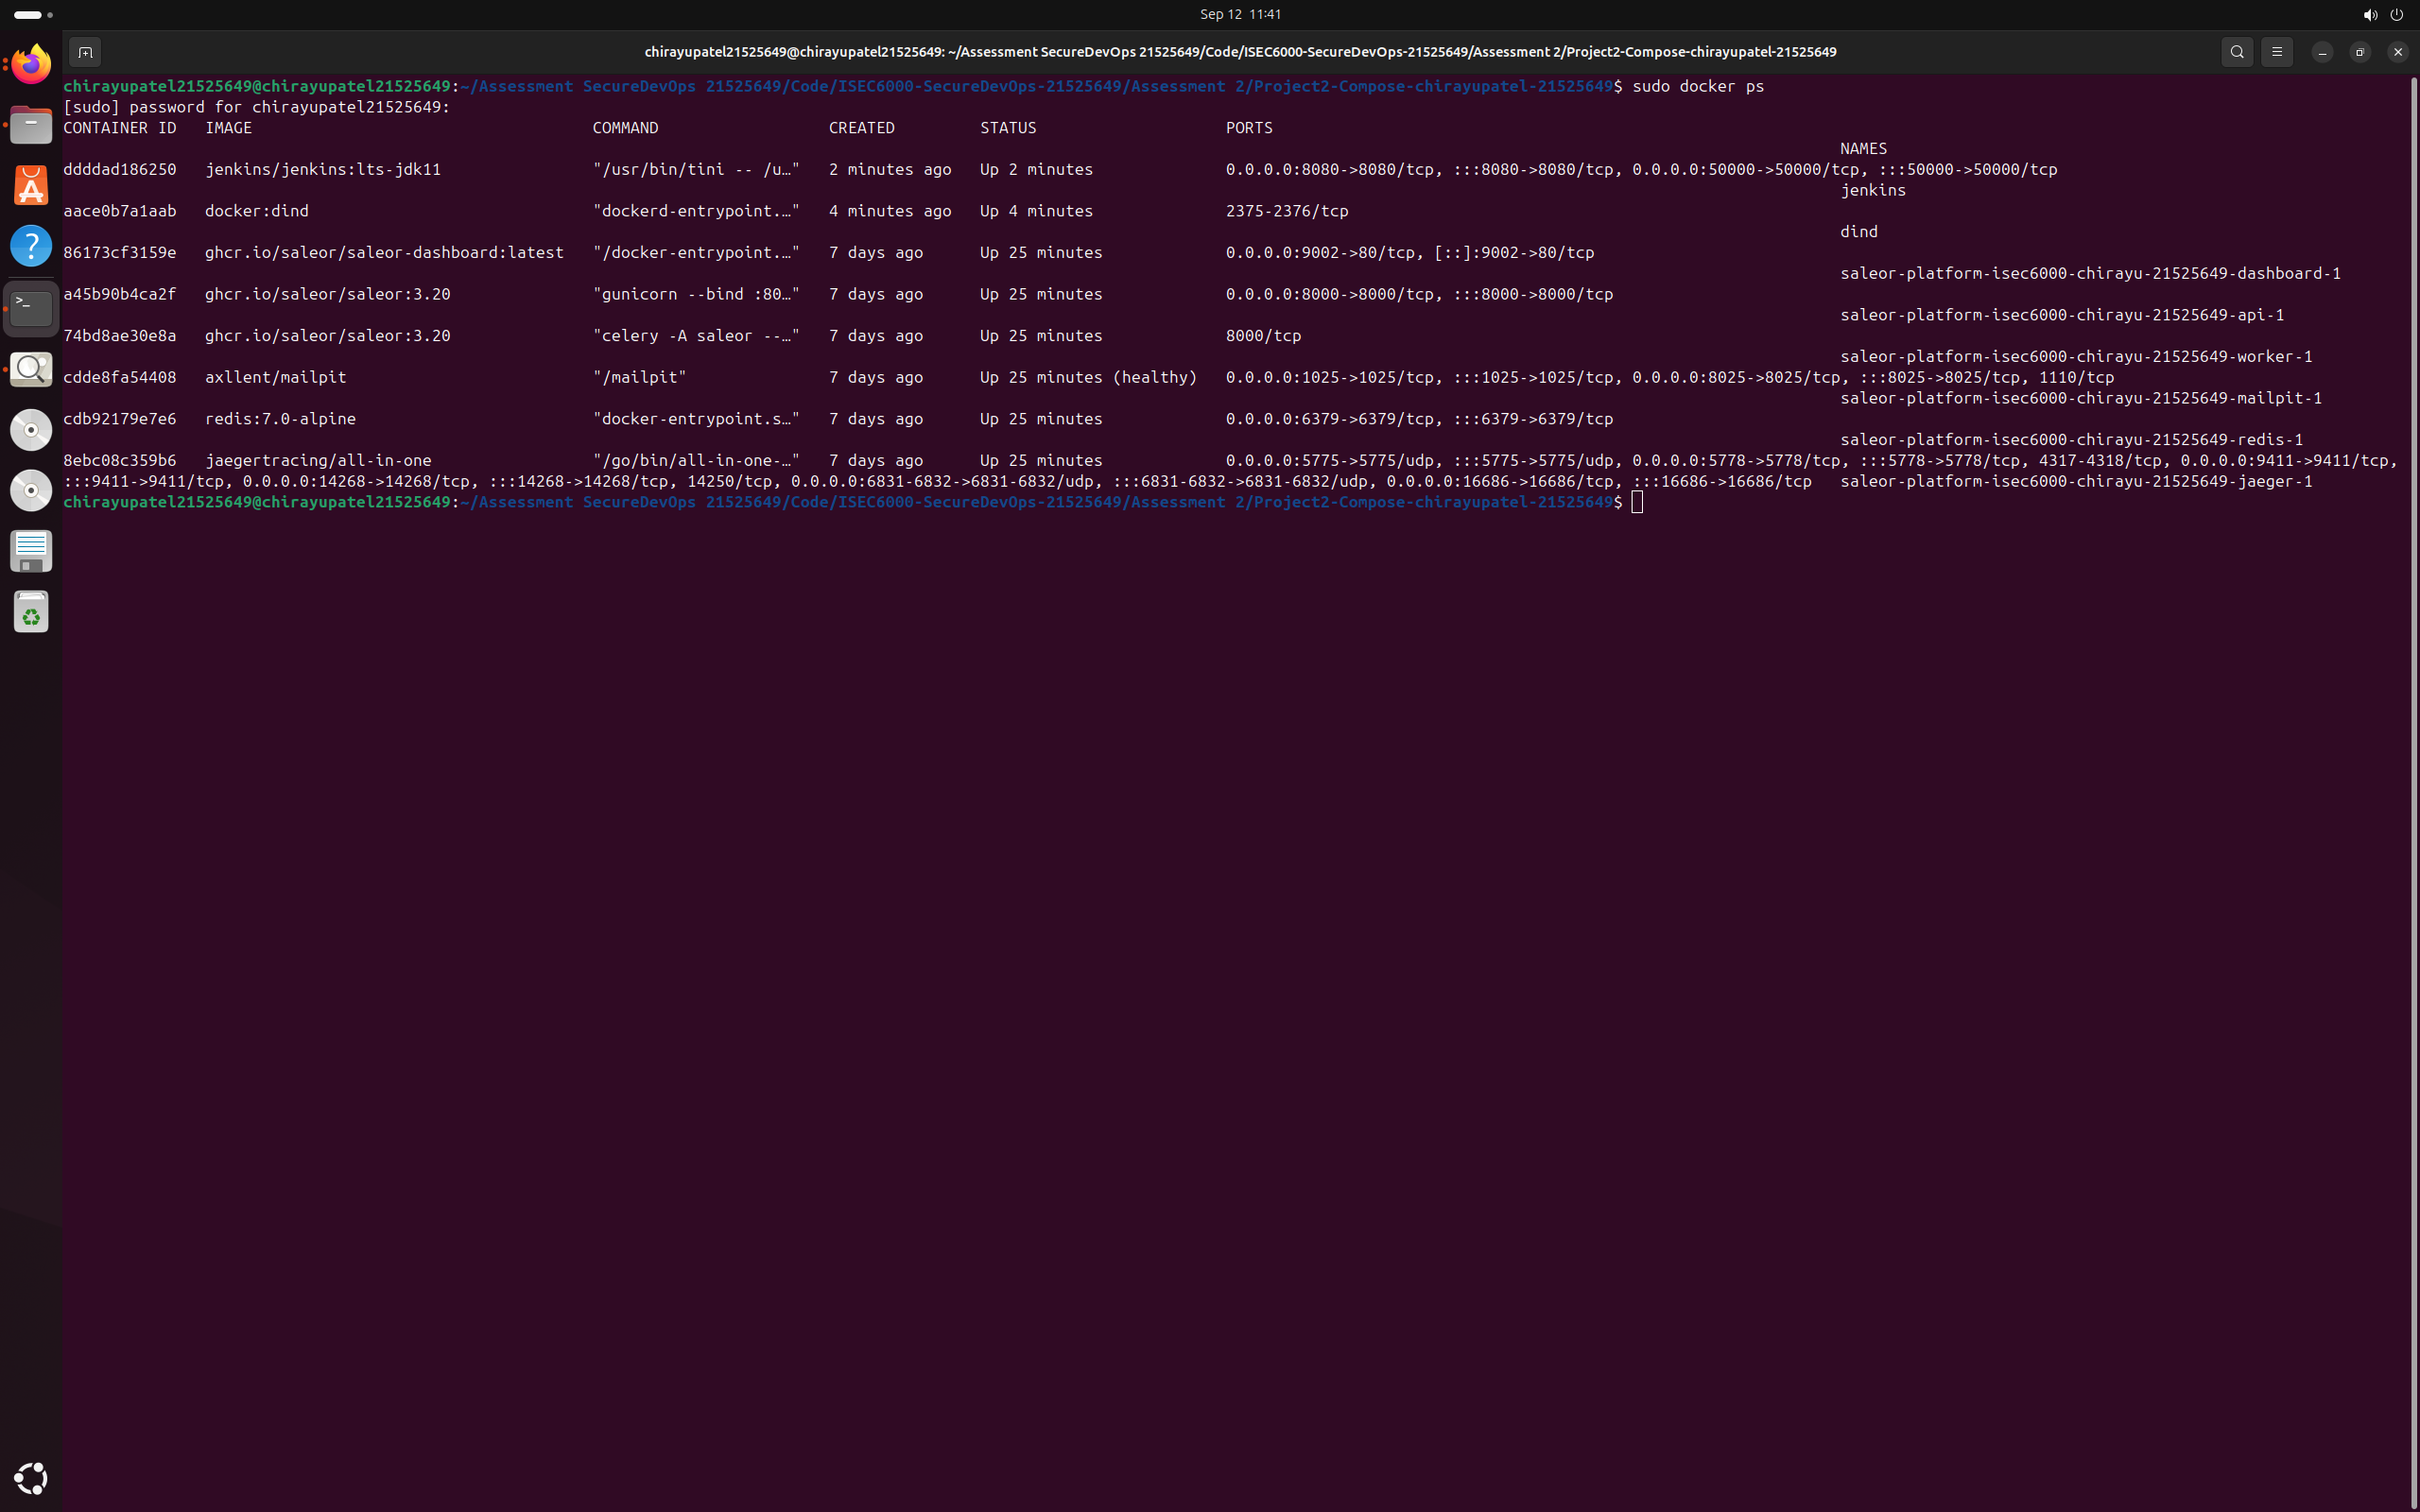 Sep 12 11:41
chirayupatel21525649@chirayupatel21525649: ~/Assessment SecureDevOps 21525649/Code/ISEC6000-SecureDevOps-21525649/Assessment 2/Project2-Compose-chirayupatel-21525649
chirayupatel21525649@chirayupatel21525649:~/Assessment SecureDevOps 21525649/Code/ISEC6000-SecureDevOps-21525649/Assessment 2/Project2-Compose-chirayupatel-21525649$ sudo docker ps
[sudo] password for chirayupatel21525649:
CONTAINER ID   IMAGE                                    COMMAND                  CREATED         STATUS                    PORTS
NAMES
ddddad186250   jenkins/jenkins:lts-jdk11                "/usr/bin/tini -- /u…"   2 minutes ago   Up 2 minutes              0.0.0.0:8080->8080/tcp, :::8080->8080/tcp, 0.0.0.0:50000->50000/tcp, :::50000->50000/tcp
jenkins
aace0b7a1aab   docker:dind                              "dockerd-entrypoint.…"   4 minutes ago   Up 4 minutes              2375-2376/tcp
dind
86173cf3159e   ghcr.io/saleor/saleor-dashboard:latest   "/docker-entrypoint.…"   7 days ago      Up 25 minutes             0.0.0.0:9002->80/tcp, [::]:9002->80/tcp
saleor-platform-isec6000-chirayu-21525649-dashboard-1
a45b90b4ca2f   ghcr.io/saleor/saleor:3.20               "gunicorn --bind :80…"   7 days ago      Up 25 minutes             0.0.0.0:8000->8000/tcp, :::8000->8000/tcp
saleor-platform-isec6000-chirayu-21525649-api-1
74bd8ae30e8a   ghcr.io/saleor/saleor:3.20               "celery -A saleor --…"   7 days ago      Up 25 minutes             8000/tcp
saleor-platform-isec6000-chirayu-21525649-worker-1
cdde8fa54408   axllent/mailpit                          "/mailpit"               7 days ago      Up 25 minutes (healthy)   0.0.0.0:1025->1025/tcp, :::1025->1025/tcp, 0.0.0.0:8025->8025/tcp, :::8025->8025/tcp, 1110/tcp
saleor-platform-isec6000-chirayu-21525649-mailpit-1
cdb92179e7e6   redis:7.0-alpine                         "docker-entrypoint.s…"   7 days ago      Up 25 minutes             0.0.0.0:6379->6379/tcp, :::6379->6379/tcp
saleor-platform-isec6000-chirayu-21525649-redis-1
8ebc08c359b6   jaegertracing/all-in-one                 "/go/bin/all-in-one-…"   7 days ago      Up 25 minutes             0.0.0.0:5775->5775/udp, :::5775->5775/udp, 0.0.0.0:5778->5778/tcp, :::5778->5778/tcp, 4317-4318/tcp, 0.0.0.0:9411->9411/tcp,
:::9411->9411/tcp, 0.0.0.0:14268->14268/tcp, :::14268->14268/tcp, 14250/tcp, 0.0.0.0:6831-6832->6831-6832/udp, :::6831-6832->6831-6832/udp, 0.0.0.0:16686->16686/tcp, :::16686->16686/tcp   saleor-platform-isec6000-chirayu-21525649-jaeger-1
chirayupatel21525649@chirayupatel21525649:~/Assessment SecureDevOps 21525649/Code/ISEC6000-SecureDevOps-21525649/Assessment 2/Project2-Compose-chirayupatel-21525649$